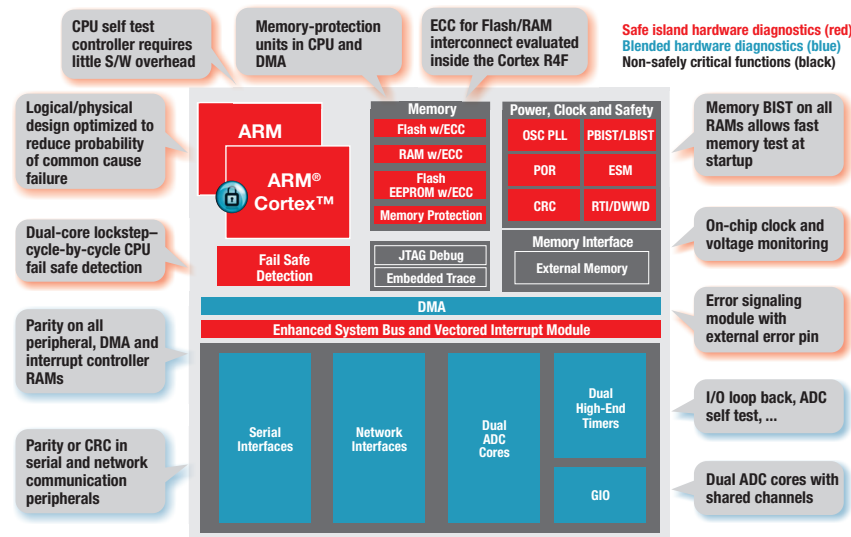 CPU self test
controller requires
little S/W overhead
Memory-protection
units in CPU and
DMA
ECC for Flash/RAM
interconnect evaluated
inside the Cortex R4F
Safe island hardware diagnostics (red)
Blended hardware diagnostics (blue)
Non-safely critical functions (black)
Logical/physical
design optimized to
reduce probability
of common cause
failure
Dual-core lockstep–
cycle-by-cycle CPU
fail safe detection
Parity on all
peripheral, DMA and
interrupt controller
RAMs
Parity or CRC in
serial and network
communication
peripherals
ARM
ARM®
Cortex™
Fail Safe
Detection
Memory
Flash w/ECC
RAM w/ECC
Flash
EEPROM w/ECC
Memory Protection
JTAG Debug
Embedded Trace
Power, Clock and Safety
OSC PLL
PBIST/LBIST
POR
ESM
CRC
RTI/DWWD
Memory Interface
External Memory
DMA
Enhanced System Bus and Vectored Interrupt Module
Serial
Interfaces
Network
Interfaces
Dual
ADC
Cores
Dual
High-End
Timers
GIO
Memory BIST on all
RAMs allows fast
memory test at
startup
On-chip clock and
voltage monitoring
Error signaling
module with
external error pin
I/O loop back, ADC
self test, ...
Dual ADC cores with
shared channels